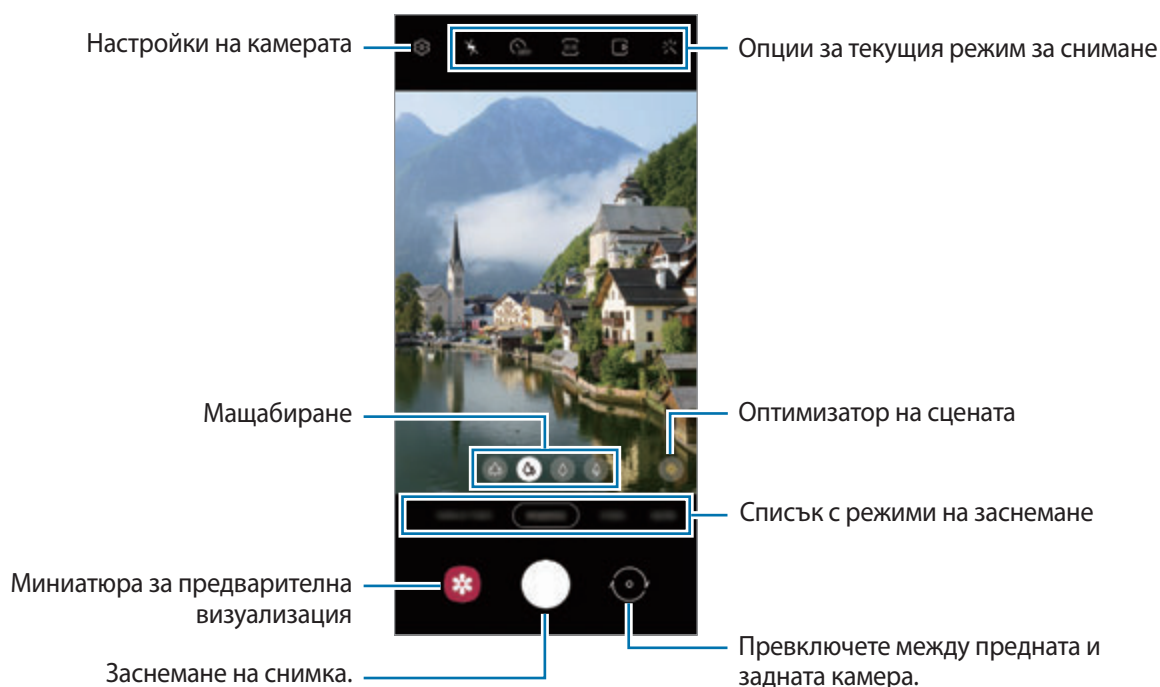 Настройки на камерата
Опции за текущия режим за снимане
Мащабиране
Оптимизатор на сцената
Списък с режими на заснемане
Миниатюра за предварителна
визуализация
Заснемане на снимка.
Превключете между предната и
задната камера.